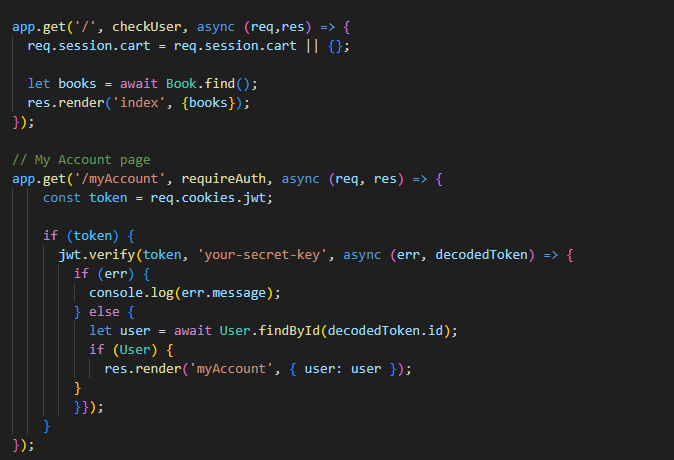 app.get('/', checkUser, async (req,res) => {
  req.session.cart = req.session.cart || {};
  let books = await Book.find();
  res.render('index', {books});
});
// My Account page
app.get('/myAccount', requireAuth, async (req, res) => {
    const token = req.cookies.jwt;
    if (token) {
      jwt.verify(token, 'your-secret-key', async (err, decodedToken) => {
        if (err) {
          console.log(err.message);
        } else {
          let user = await User.findById(decodedToken.id);
          if (User) {
            res.render('myAccount', { user: user });
        }
        }});
    }
});